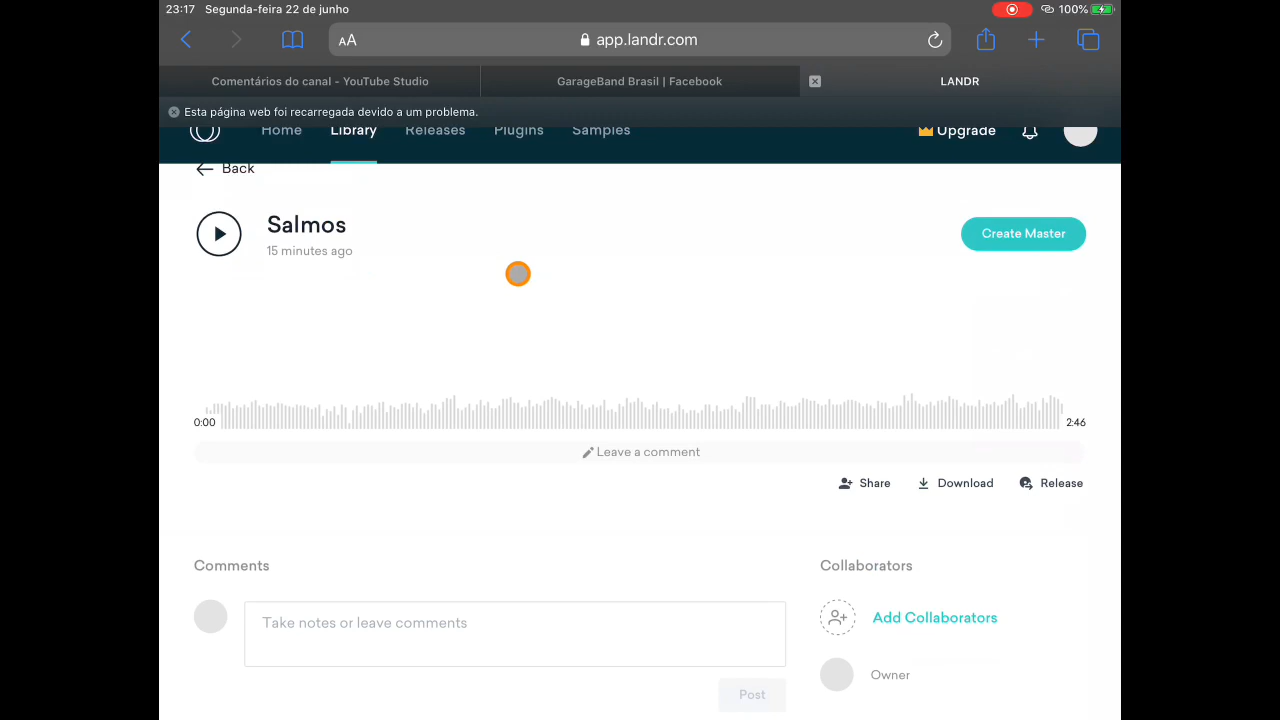 23:17 Segunda-feira 22 de junho
100%
AA
app.landr.com
Comentários do canal - YouTube Studio
GarageBand Brasil | Facebook
LANDR
Esta página web foi recarregada devido a um problema.
Home Library Releases Plugins Samples Upgrade
Back
Salmos
15 minutes ago
Create Master
0:00
2:46
Leave a comment
Share Download Release
Comments
Collaborators
Take notes or leave comments
Add Collaborators
Owner
Post